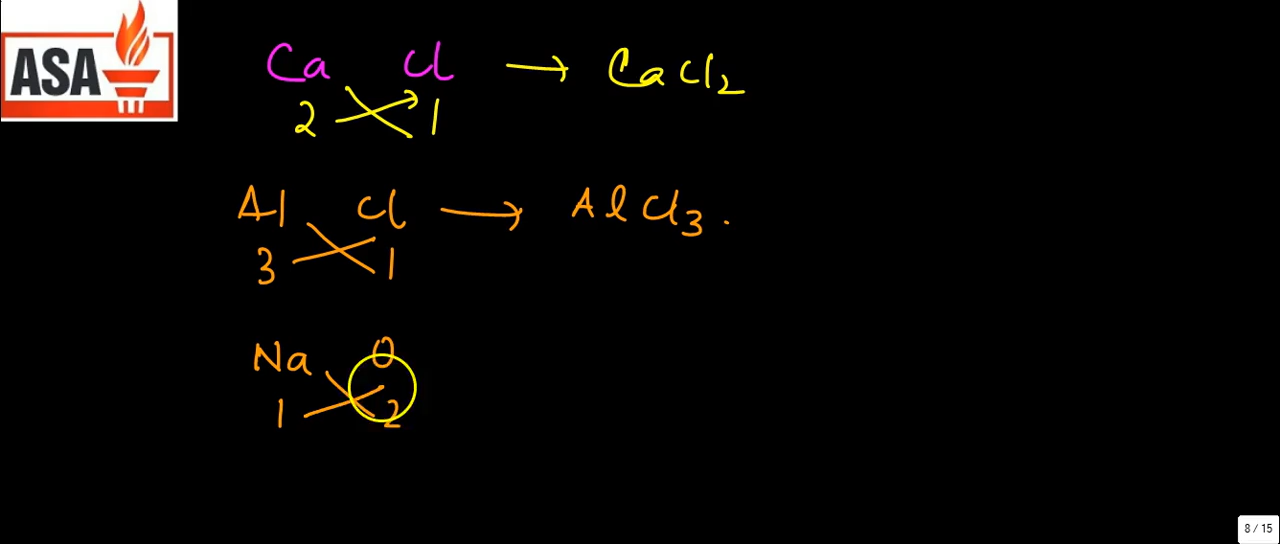 ASA
Ca Cl → CaCl₂
2 1
Al Cl → AlCl₃.
3 1
Na O
1 2
8 / 15